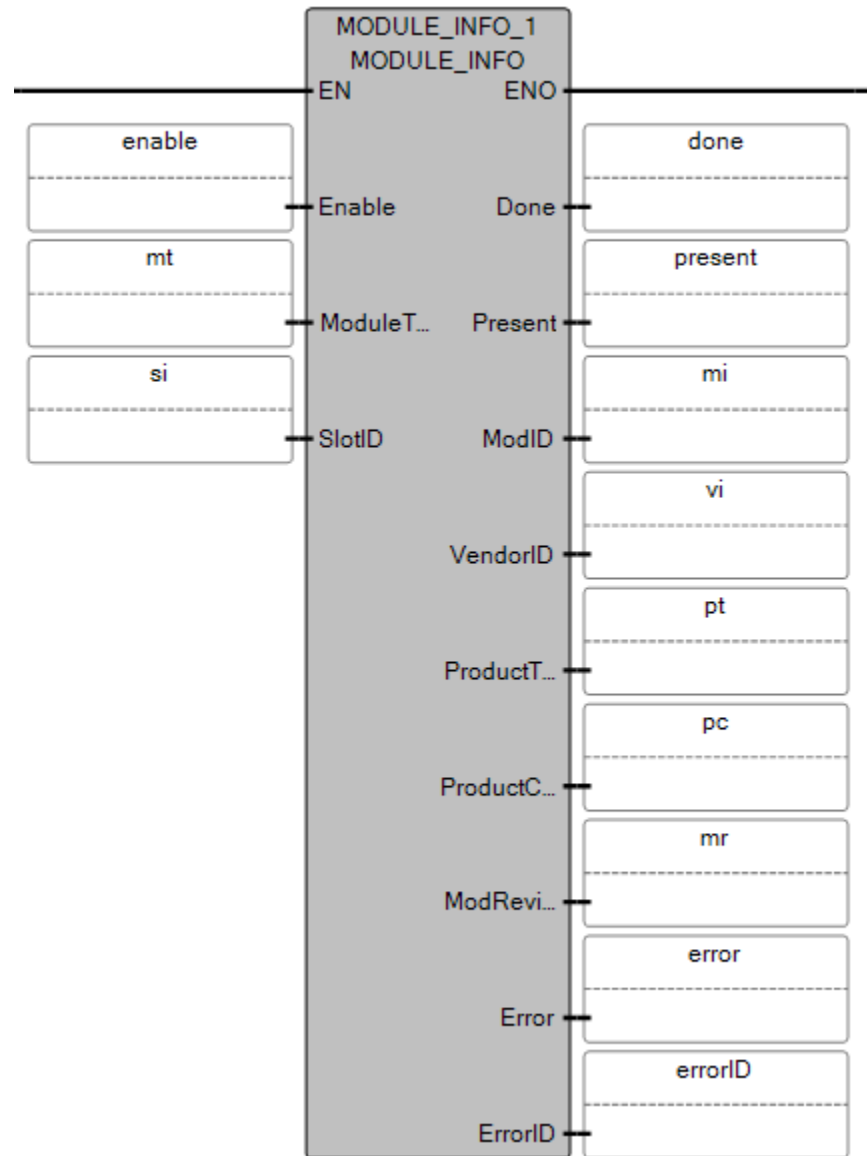 MODULE_INFO_1
MODULE_INFO
EN ENO
enable done
Enable Done
mt present
ModuleT... Present
si mi
SlotID ModID
vi
VendorID
pt
ProductT...
pc
ProductC...
mr
ModRevi...
error
Error
errorID
ErrorID